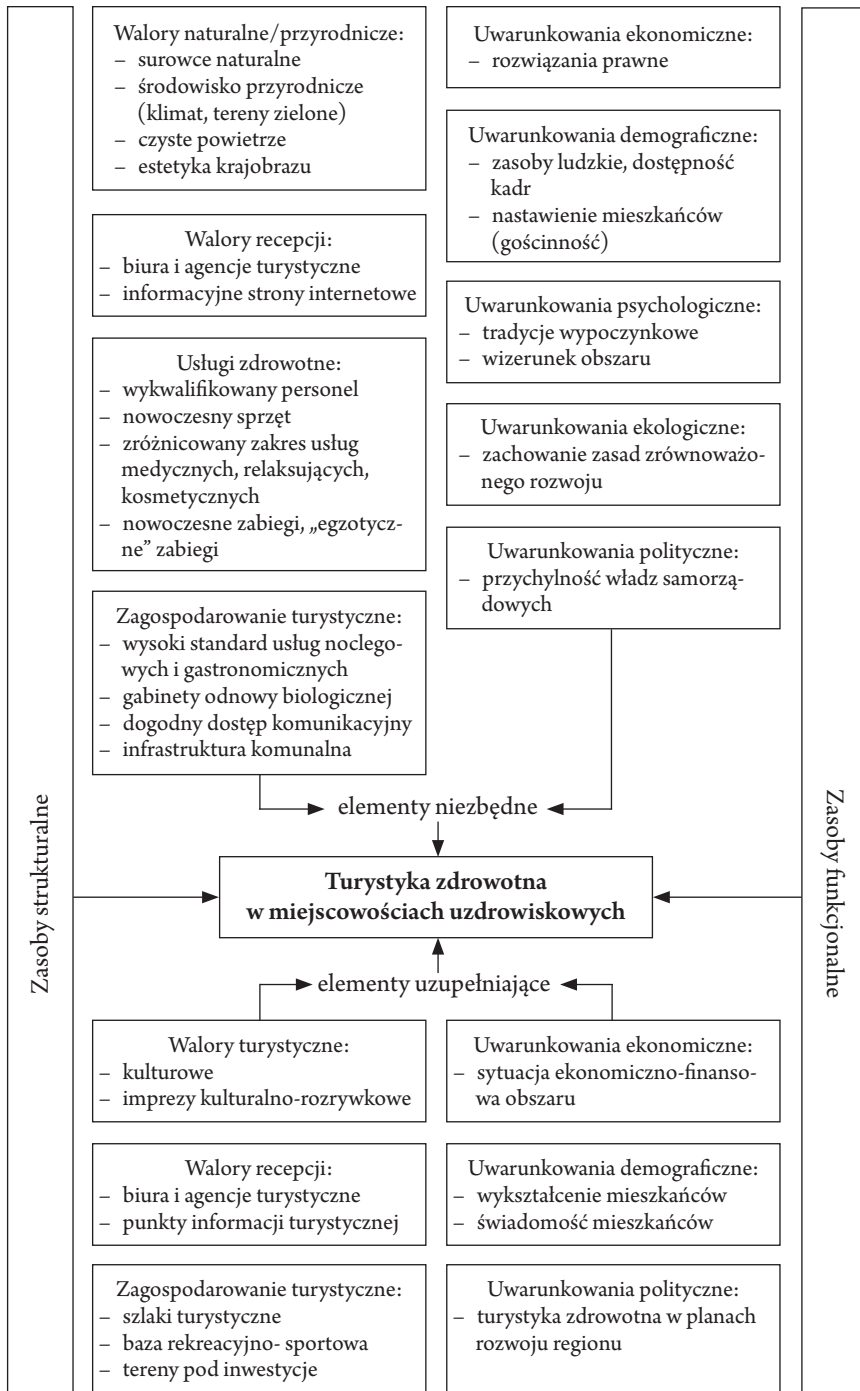 Zasoby strukturalne
Walory naturalne/przyrodnicze:
– surowce naturalne
– środowisko przyrodnicze
(klimat, tereny zielone)
– czyste powietrze
– estetyka krajobrazu
Walory recepcji:
– biura i agencje turystyczne
– informacyjne strony internetowe
Usługi zdrowotne:
– wykwalifikowany personel
– nowoczesny sprzęt
– zróżnicowany zakres usług
medycznych, relaksujących,
kosmetycznych
– nowoczesne zabiegi, „egzotycz-
ne” zabiegi
Zagospodarowanie turystyczne:
– wysoki standard usług noclego-
wych i gastronomicznych
– gabinety odnowy biologicznej
– dogodny dostęp komunikacyjny
– infrastruktura komunalna
Uwarunkowania ekonomiczne:
– rozwiązania prawne
Uwarunkowania demograficzne:
– zasoby ludzkie, dostępność
kadr
– nastawienie mieszkańców
(gościnność)
Uwarunkowania psychologiczne:
– tradycje wypoczynkowe
– wizerunek obszaru
Uwarunkowania ekologiczne:
– zachowanie zasad zrównoważo-
nego rozwoju
Uwarunkowania polityczne:
– przychylność władz samorzą-
dowych
Zasoby funkcjonalne
elementy niezbędne
Turystyka zdrowotna
w miejscowościach uzdrowiskowych
elementy uzupełniające
Walory turystyczne:
– kulturowe
– imprezy kulturalno-rozrywkowe
Walory recepcji:
– biura i agencje turystyczne
– punkty informacji turystycznej
Zagospodarowanie turystyczne:
– szlaki turystyczne
– baza rekreacyjno- sportowa
– tereny pod inwestycje
Uwarunkowania ekonomiczne:
– sytuacja ekonomiczno-finanso-
wa obszaru
Uwarunkowania demograficzne:
– wykształcenie mieszkańców
– świadomość mieszkańców
Uwarunkowania polityczne:
– turystyka zdrowotna w planach
rozwoju regionu